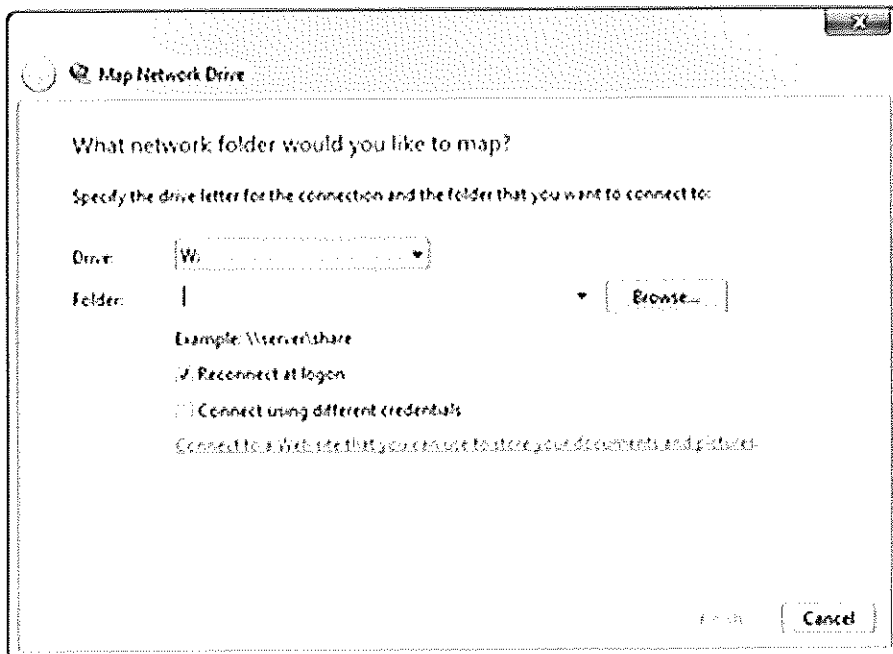 Map Network Drive
What network folder would you like to map?
Specify the drive letter for the connection and the folder that you want to connect to:
Drive: W:
Folder: Browse...
Example: \\server\share
Reconnect at logon
Connect using different credentials
Connect to a Web site that you can use to store your documents and pictures.
Finish Cancel